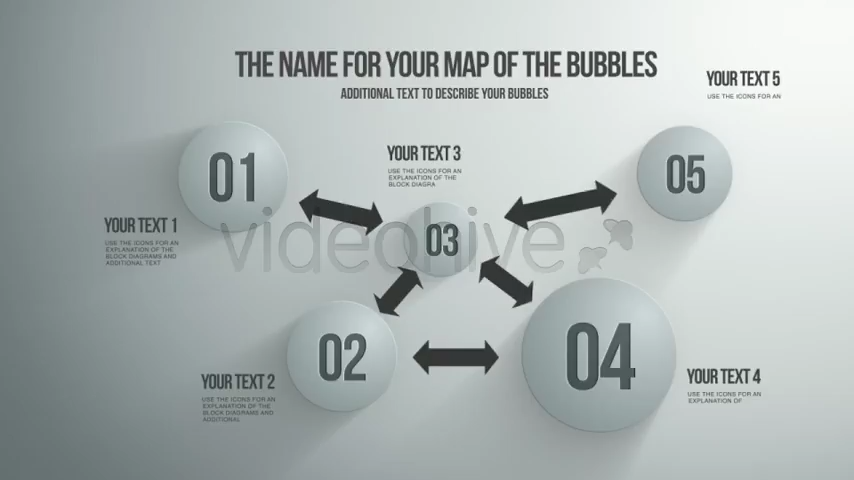 THE NAME FOR YOUR MAP OF THE BUBBLES
ADDITIONAL TEXT TO DESCRIBE YOUR BUBBLES
YOUR TEXT 5
USE THE ICONS FOR AN
01
YOUR TEXT 3
USE THE ICONS FOR AN
EXPLANATION OF THE
BLOCK DIAGRA
05
YOUR TEXT 1
USE THE ICONS FOR AN
EXPLANATION OF THE
BLOCK DIAGRAMS AND
ADDITIONAL TEXT
03
videohive
02
04
YOUR TEXT 2
USE THE ICONS FOR AN
EXPLANATION OF THE
BLOCK DIAGRAMS AND
ADDITIONAL
YOUR TEXT 4
USE THE ICONS FOR AN
EXPLANATION OF